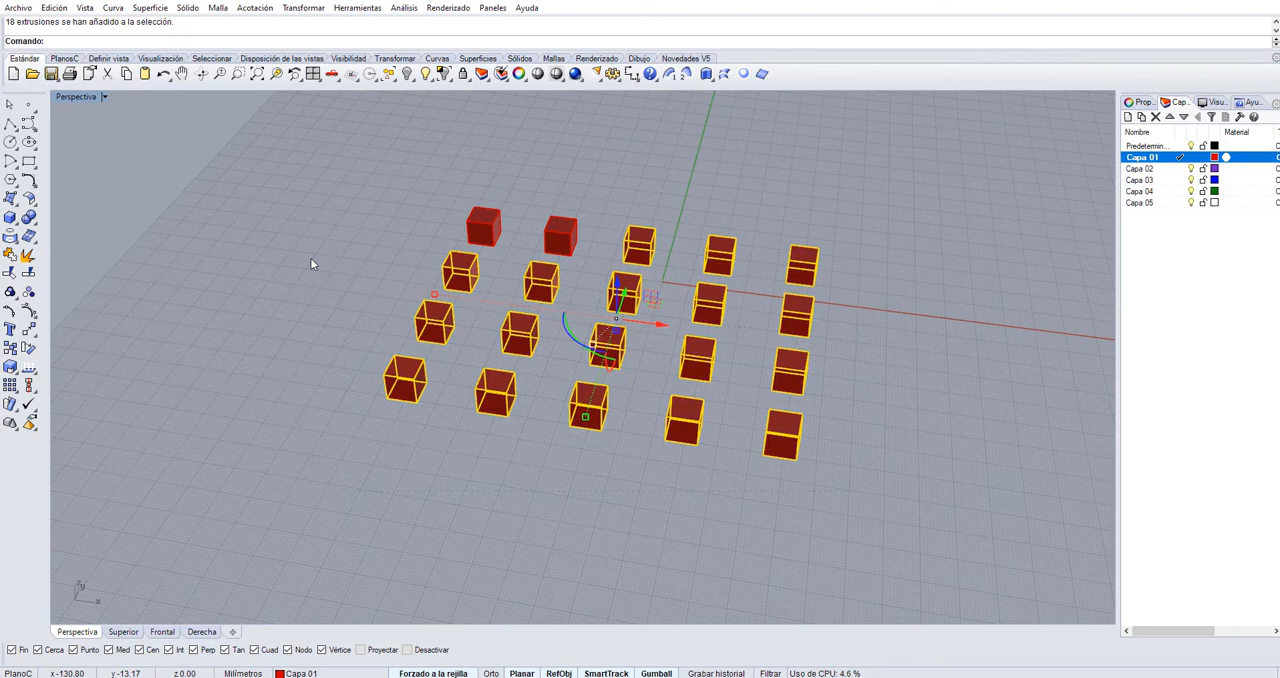 Archivo Edición Vista Curva Superficie Sólido Malla Acotación Transformar Herramientas Análisis Renderizado Paneles Ayuda
18 extrusiones se han añadido a la selección.
Comando:
Estándar PlanosC Definir vista Visualización Seleccionar Disposición de las vistas Visibilidad Transformar Curvas Superficies Sólidos Mallas Renderizado Dibujo Novedades V5
Perspectiva
Prop... Cap... Visu... Ayu...
Nombre Material
Predetermin...
Capa 01
Capa 02
Capa 03
Capa 04
Capa 05
z y
x
Perspectiva Superior Frontal Derecha
Fin Cerca Punto Med Cen Int Perp Tan Cuad Nodo Vértice Proyectar Desactivar
PlanoC x -130.80 y -13.17 z 0.00 Milímetros Capa 01 Forzado a la rejilla Orto Planar RefObj SmartTrack Gumball Grabar historial Filtrar Uso de CPU: 4.6 %